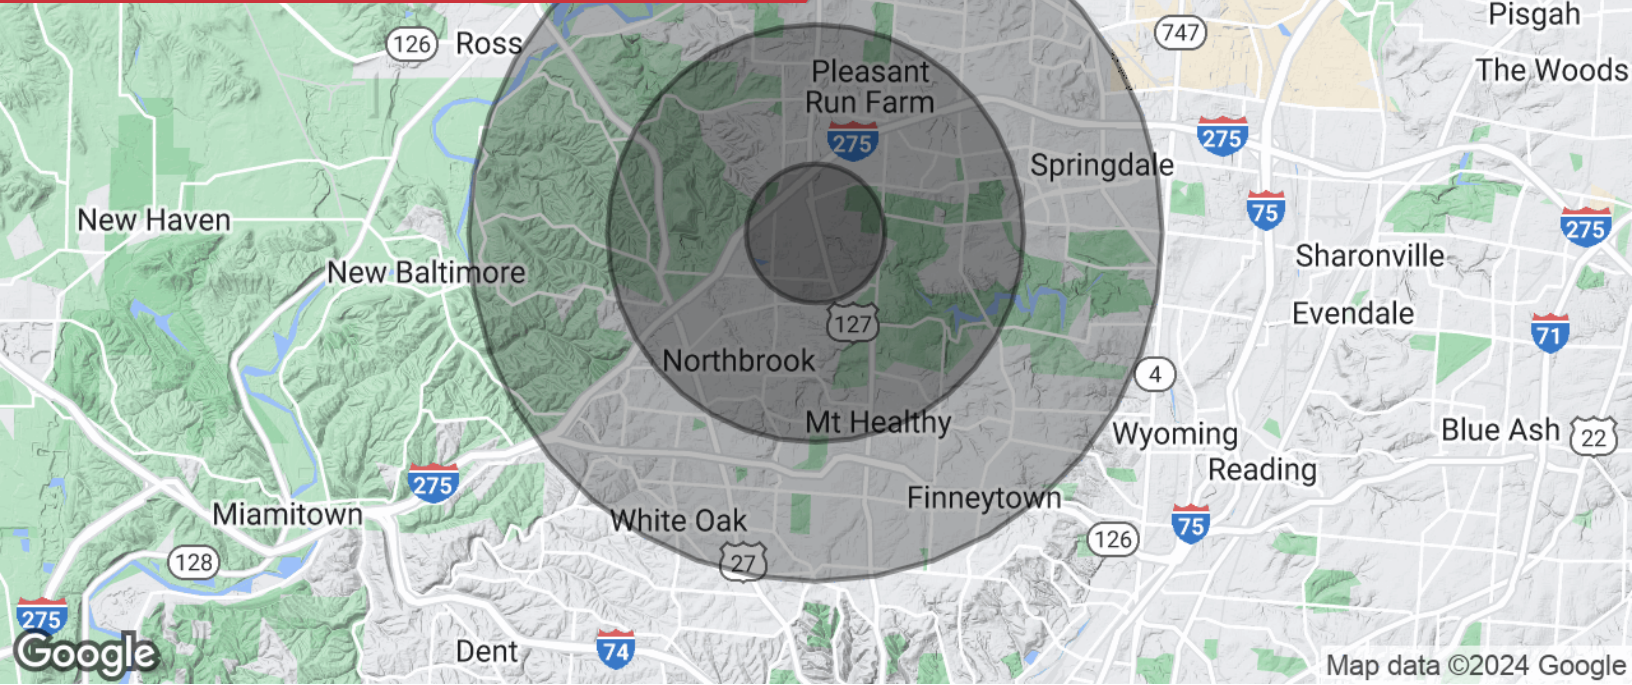 Pisgah
747
126
Ross
The Woods
Pleasant
Run Farm
275
275
Springdale
75
New Haven
275
Sharonville
New Baltimore
Evendale
127
71
Northbrook
4
Mt Healthy
Wyoming
Blue Ash
22
Reading
275
Finneytown
Miamitown
White Oak
75
126
128
27
275
Google
Dent
74
Map data ©2024 Google